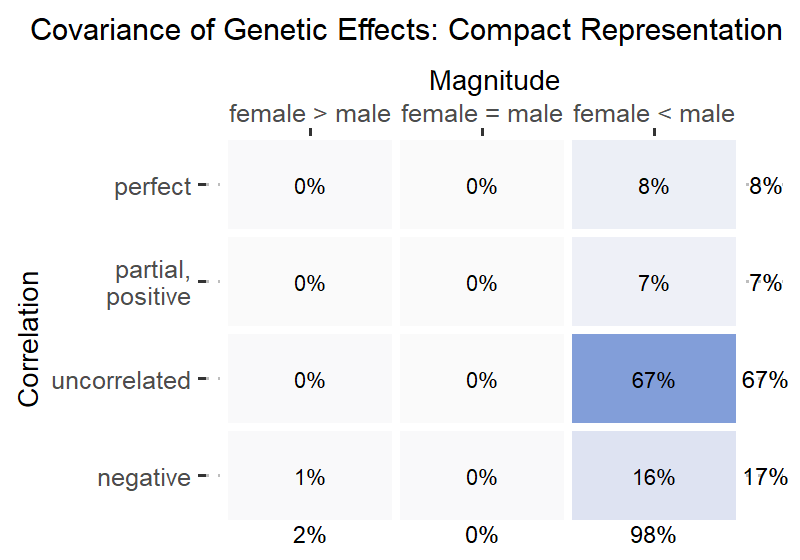 Covariance of Genetic Effects: Compact Representation
Magnitude
female > male female = male female < male
perfect 0% 0% 8% 8%
partial,
positive 0% 0% 7% 7%
Correlation
uncorrelated 0% 0% 67% 67%
negative 1% 0% 16% 17%
2% 0% 98%